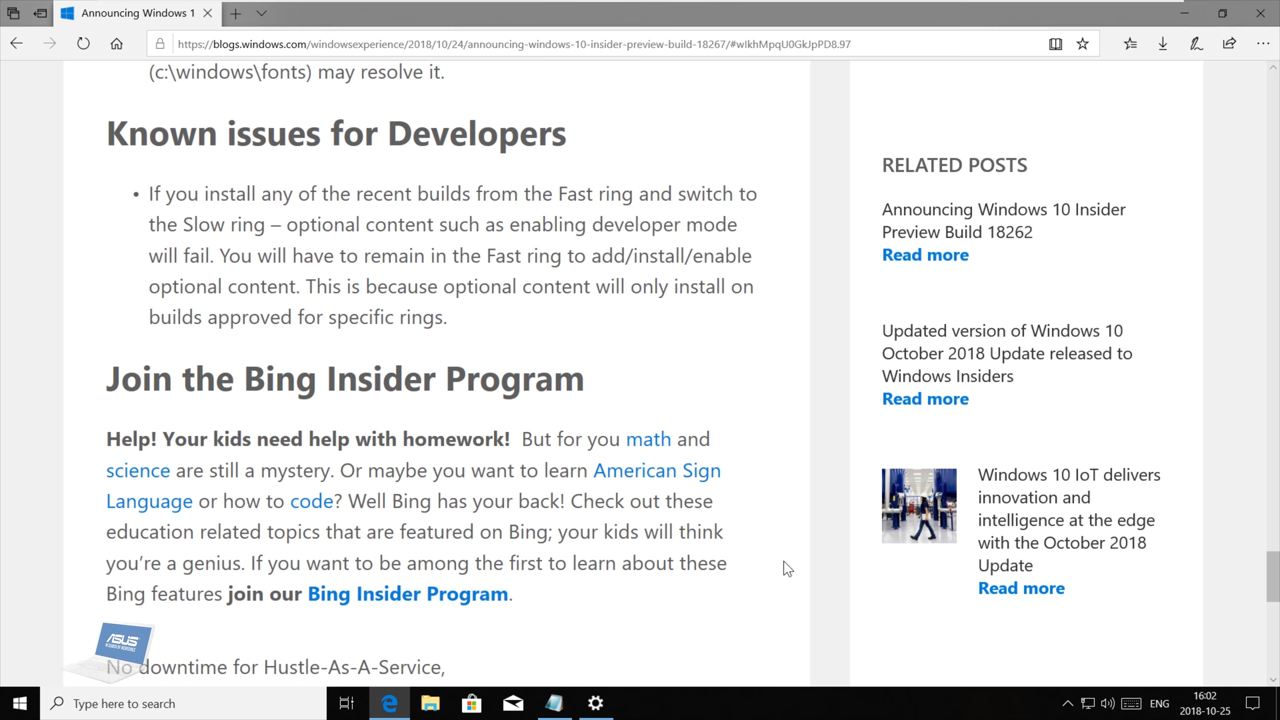 Announcing Windows 1
https://blogs.windows.com/windowsexperience/2018/10/24/announcing-windows-10-insider-preview-build-18267/#wIkhMpqU0GkJpPD8.97
(c:\windows\fonts) may resolve it.
Known issues for Developers
• If you install any of the recent builds from the Fast ring and switch to
the Slow ring – optional content such as enabling developer mode
will fail. You will have to remain in the Fast ring to add/install/enable
optional content. This is because optional content will only install on
builds approved for specific rings.
Join the Bing Insider Program
Help! Your kids need help with homework! But for you math and
science are still a mystery. Or maybe you want to learn American Sign
Language or how to code? Well Bing has your back! Check out these
education related topics that are featured on Bing; your kids will think
you’re a genius. If you want to be among the first to learn about these
Bing features join our Bing Insider Program.
No downtime for Hustle-As-A-Service,
RELATED POSTS
Announcing Windows 10 Insider
Preview Build 18262
Read more
Updated version of Windows 10
October 2018 Update released to
Windows Insiders
Read more
Windows 10 IoT delivers
innovation and
intelligence at the edge
with the October 2018
Update
Read more
ASUS
Type here to search
ENG
16:02
2018-10-25